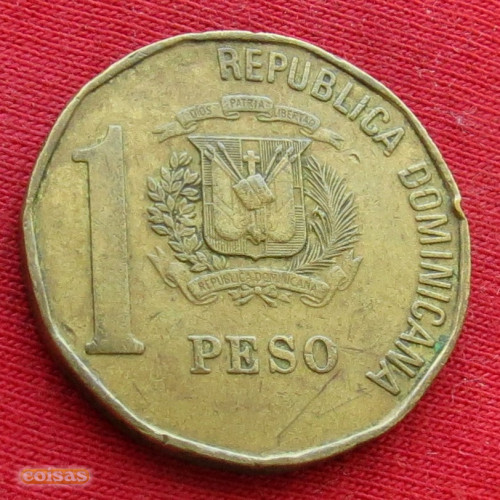 REPUBLICA DOMINICANA
DIOS PATRIA LIBERTAD
1
REPUBLICA DOMINICANA
PESO
coisas